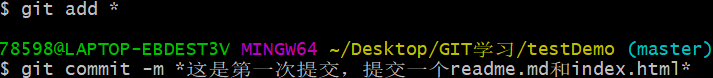 $ git add *
78598@LAPTOP-EBDEST3V MINGW64 ~/Desktop/GIT学习/testDemo (master)
$ git commit -m *这是第一次提交，提交一个readme.md和index.html*